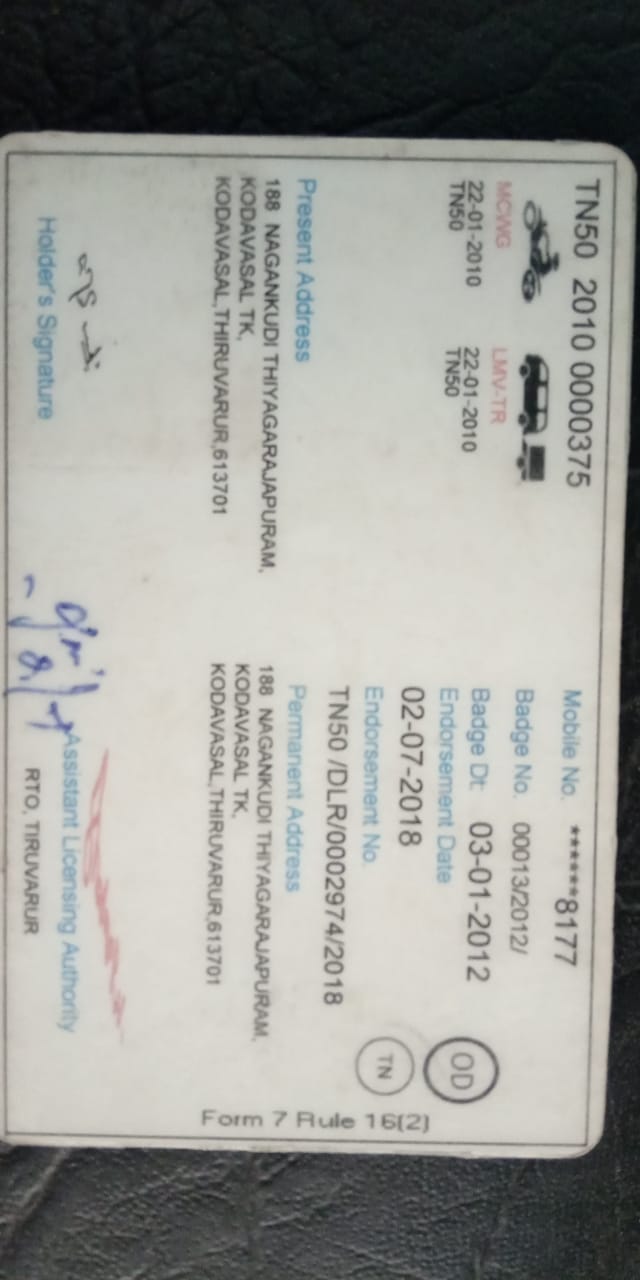 TN50 2010 0000375
MCWG
22-01-2010
TN50
LMV-TR
22-01-2010
TN50
Mobile No. ******8177
Badge No. 00013/2012/
Badge Dt: 03-01-2012
Endorsement Date
02-07-2018
Endorsement No.
TN50 /DLR/0002974/2018
OD
TN
Present Address
188 NAGANKUDI THIYAGARAJAPURAM,
KODAVASAL TK,
KODAVASAL,THIRUVARUR,613701
Permanent Address
188 NAGANKUDI THIYAGARAJAPURAM,
KODAVASAL TK,
KODAVASAL,THIRUVARUR,613701
Holder's Signature
Assistant Licensing Authority
RTO, TIRUVARUR
Form 7 Rule 16(2)